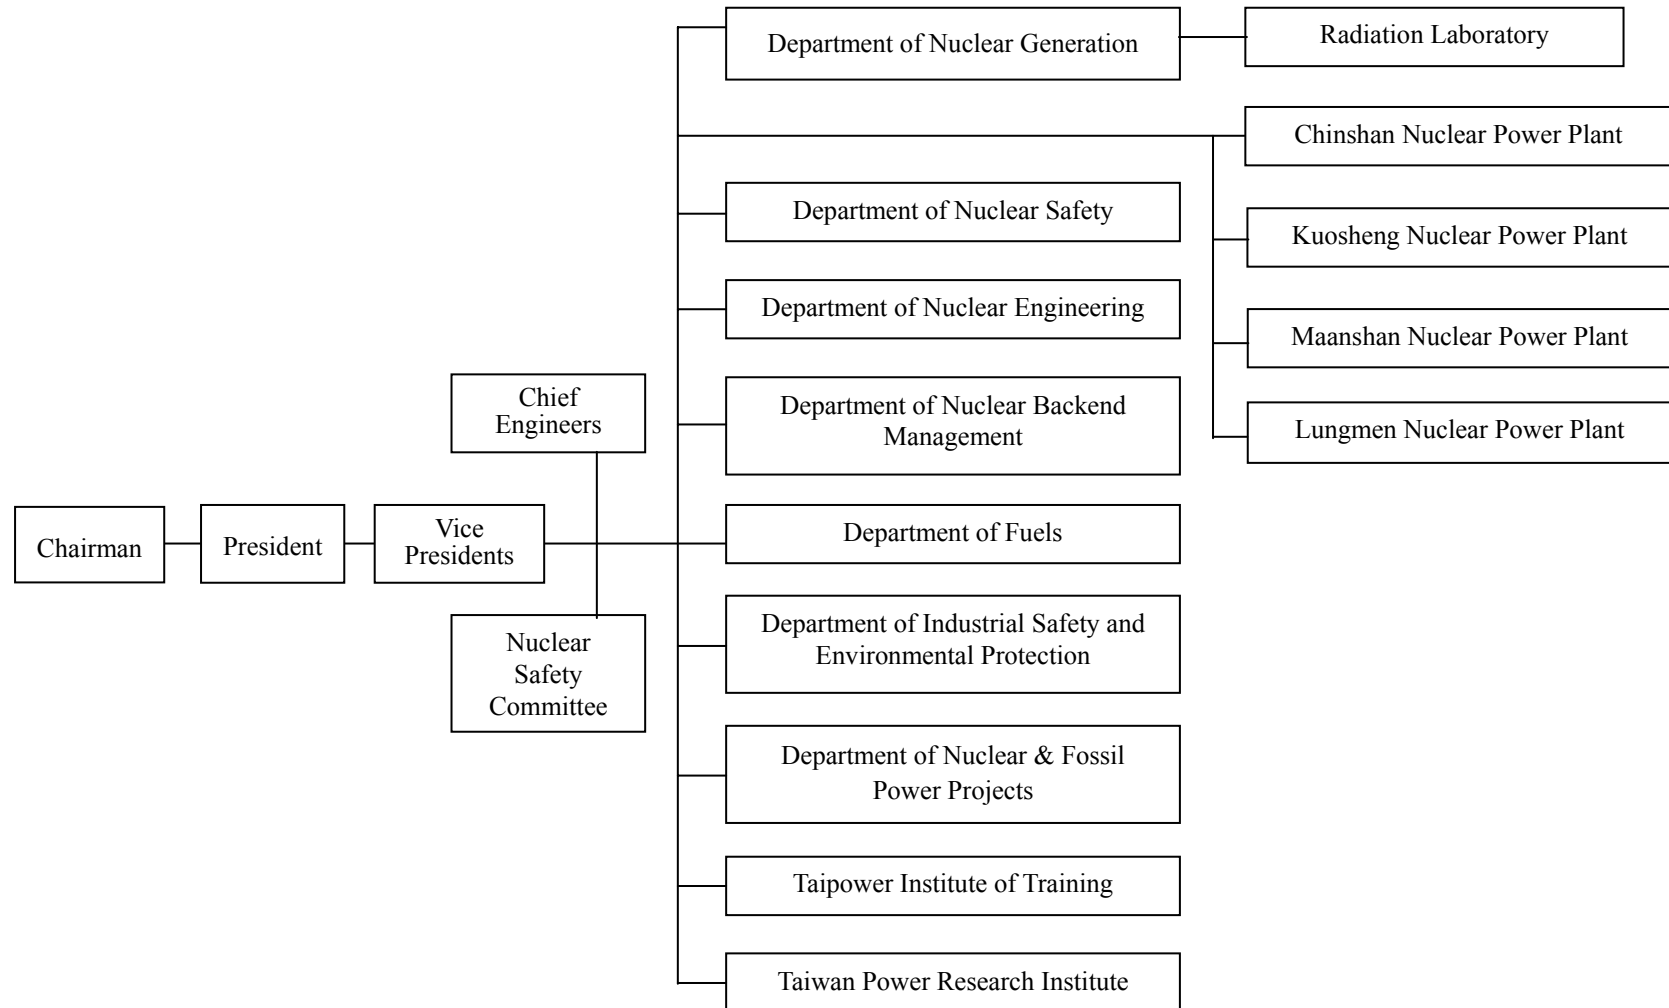 Department of Nuclear Generation
Radiation Laboratory
Chinshan Nuclear Power Plant
Department of Nuclear Safety
Kuosheng Nuclear Power Plant
Department of Nuclear Engineering
Maanshan Nuclear Power Plant
Chief
Engineers
Department of Nuclear Backend
Management
Lungmen Nuclear Power Plant
Chairman
President
Vice
Presidents
Department of Fuels
Nuclear
Safety
Committee
Department of Industrial Safety and
Environmental Protection
Department of Nuclear & Fossil
Power Projects
Taipower Institute of Training
Taiwan Power Research Institute